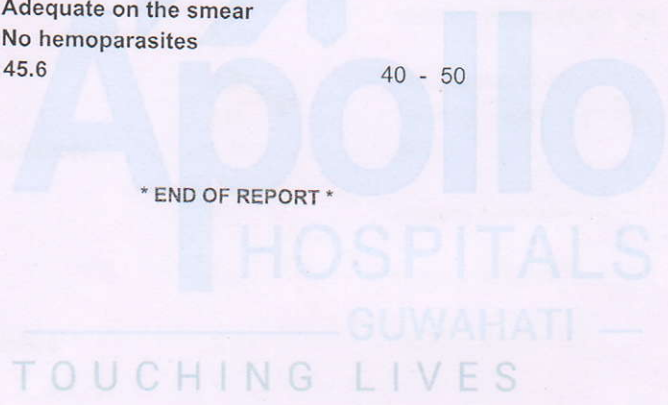 Adequate on the smear
No hemoparasites
45.6 40 - 50
* END OF REPORT *
Apollo
HOSPITALS
GUWAHATI
TOUCHING LIVES